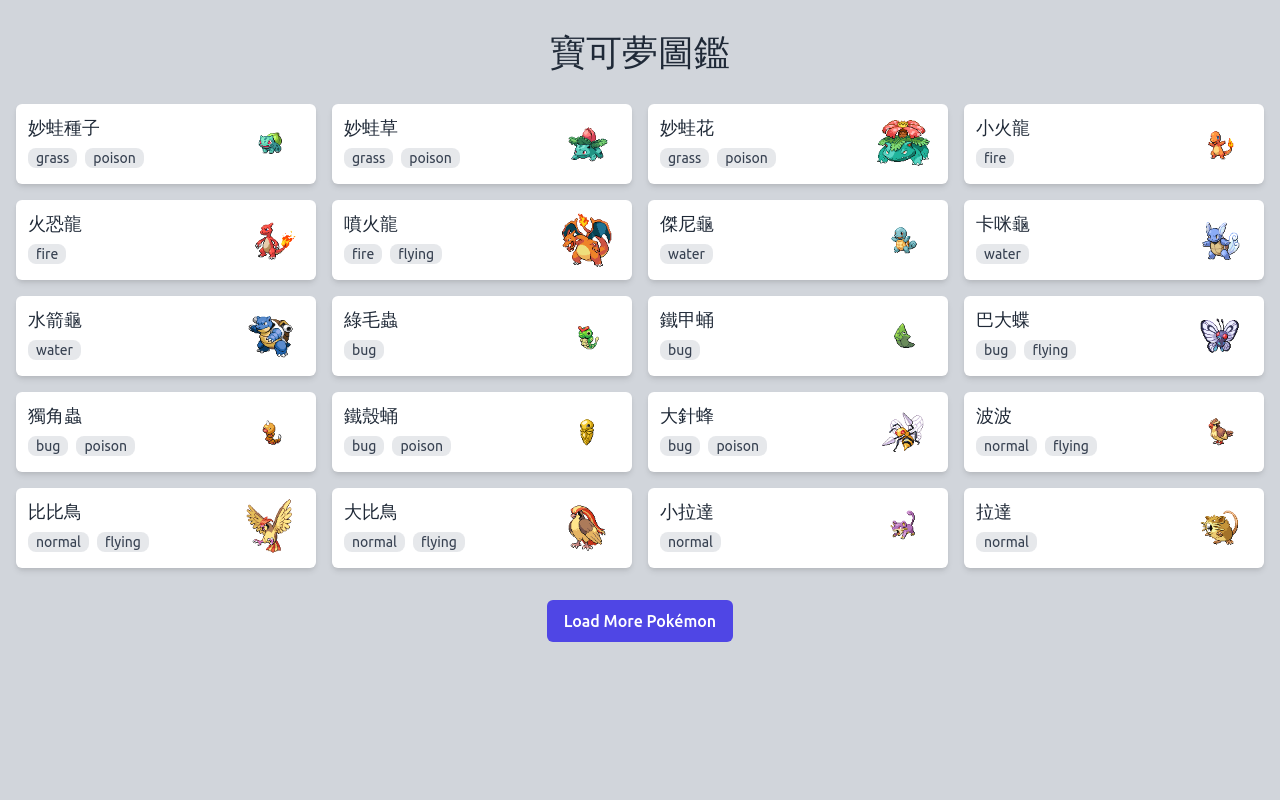 寶可夢圖鑑
妙蛙種子
grass poison
妙蛙草
grass poison
妙蛙花
grass poison
小火龍
fire
火恐龍
fire
噴火龍
fire flying
傑尼龜
water
卡咪龜
water
水箭龜
water
綠毛蟲
bug
鐵甲蛹
bug
巴大蝶
bug flying
獨角蟲
bug poison
鐵殼蛹
bug poison
大針蜂
bug poison
波波
normal flying
比比鳥
normal flying
大比鳥
normal flying
小拉達
normal
拉達
normal
Load More Pokémon